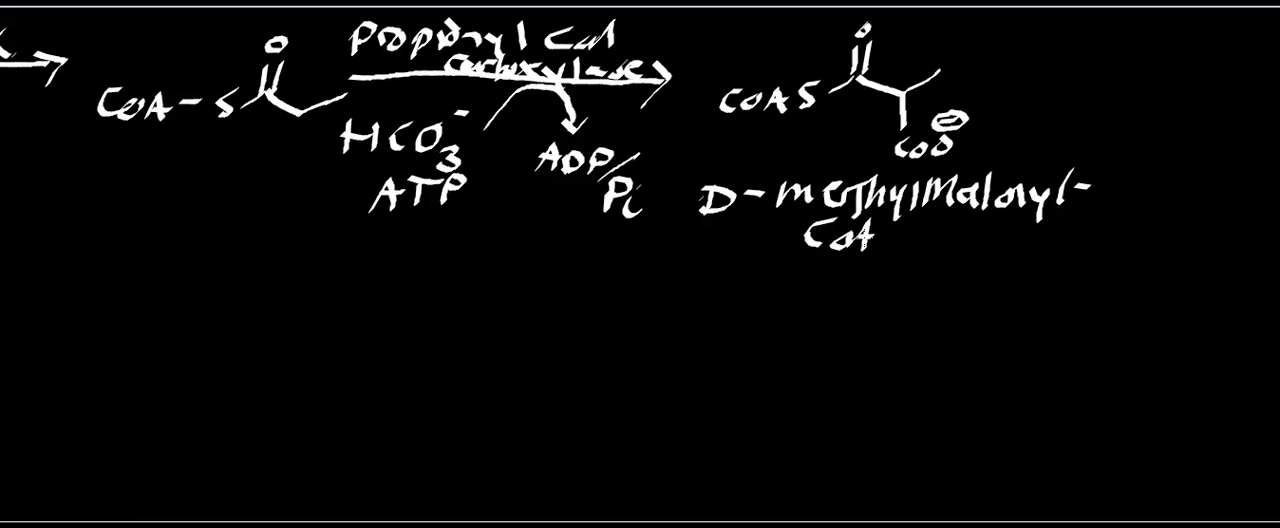 O
Propionyl CoA
carboxylase
CoA-S
HCO3-
ATP
ADP/
Pi
O
CoAS
COO⊖
D-methylmalonyl-
CoA